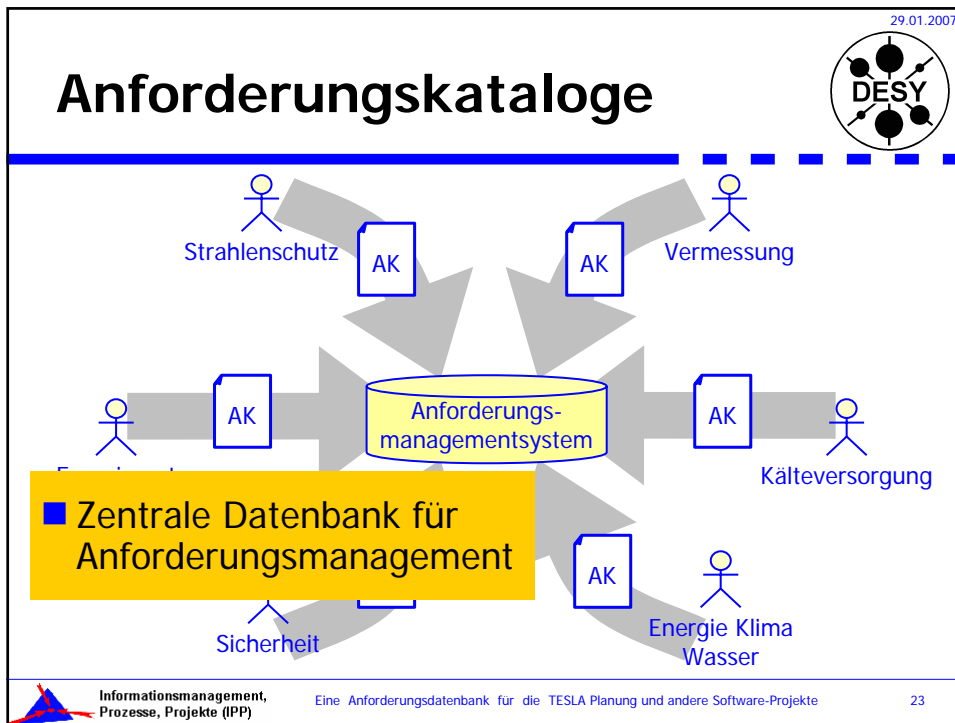 29.01.2007
Anforderungskataloge
DESY
Strahlenschutz
AK
AK
Vermessung
AK
Anforderungs-
managementsystem
AK
Kälteversorgung
Zentrale Datenbank für
Anforderungsmanagement
AK
Sicherheit
Energie Klima
Wasser
Informationsmanagement,
Prozesse, Projekte (IPP)
Eine Anforderungsdatenbank für die TESLA Planung und andere Software-Projekte
23